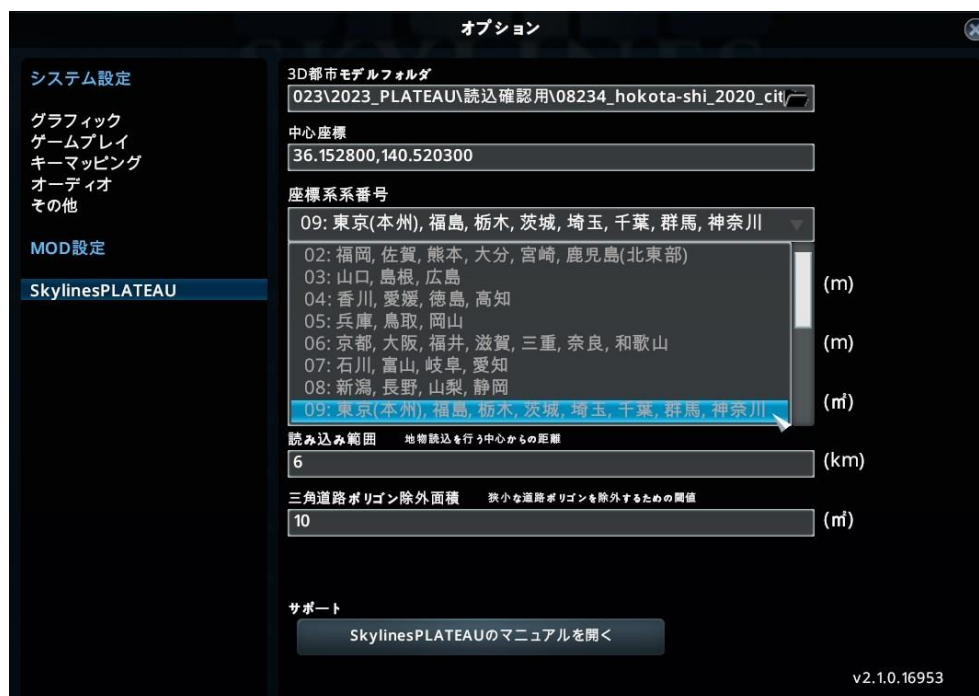 オプション
システム設定
グラフィック
ゲームプレイ
キーマッピング
オーディオ
その他
MOD設定
SkylinesPLATEAU
3D都市モデルフォルダ
023\2023_PLATEAU\読込確認用\08234_hokota-shi_2020_cit
中心座標
36.152800,140.520300
座標系系番号
09: 東京(本州), 福島, 栃木, 茨城, 埼玉, 千葉, 群馬, 神奈川
02: 福岡, 佐賀, 熊本, 大分, 宮崎, 鹿児島(北東部)
03: 山口, 島根, 広島
(m)
04: 香川, 愛媛, 徳島, 高知
05: 兵庫, 鳥取, 岡山
06: 京都, 大阪, 福井, 滋賀, 三重, 奈良, 和歌山
(m)
07: 石川, 富山, 岐阜, 愛知
08: 新潟, 長野, 山梨, 静岡
09: 東京(本州), 福島, 栃木, 茨城, 埼玉, 千葉, 群馬, 神奈川
(㎡)
読み込み範囲 地物読込を行う中心からの距離
6
(km)
三角道路ポリゴン除外面積 狭小な道路ポリゴンを除外するための閾値
10
(㎡)
サポート
SkylinesPLATEAUのマニュアルを開く
v2.1.0.16953